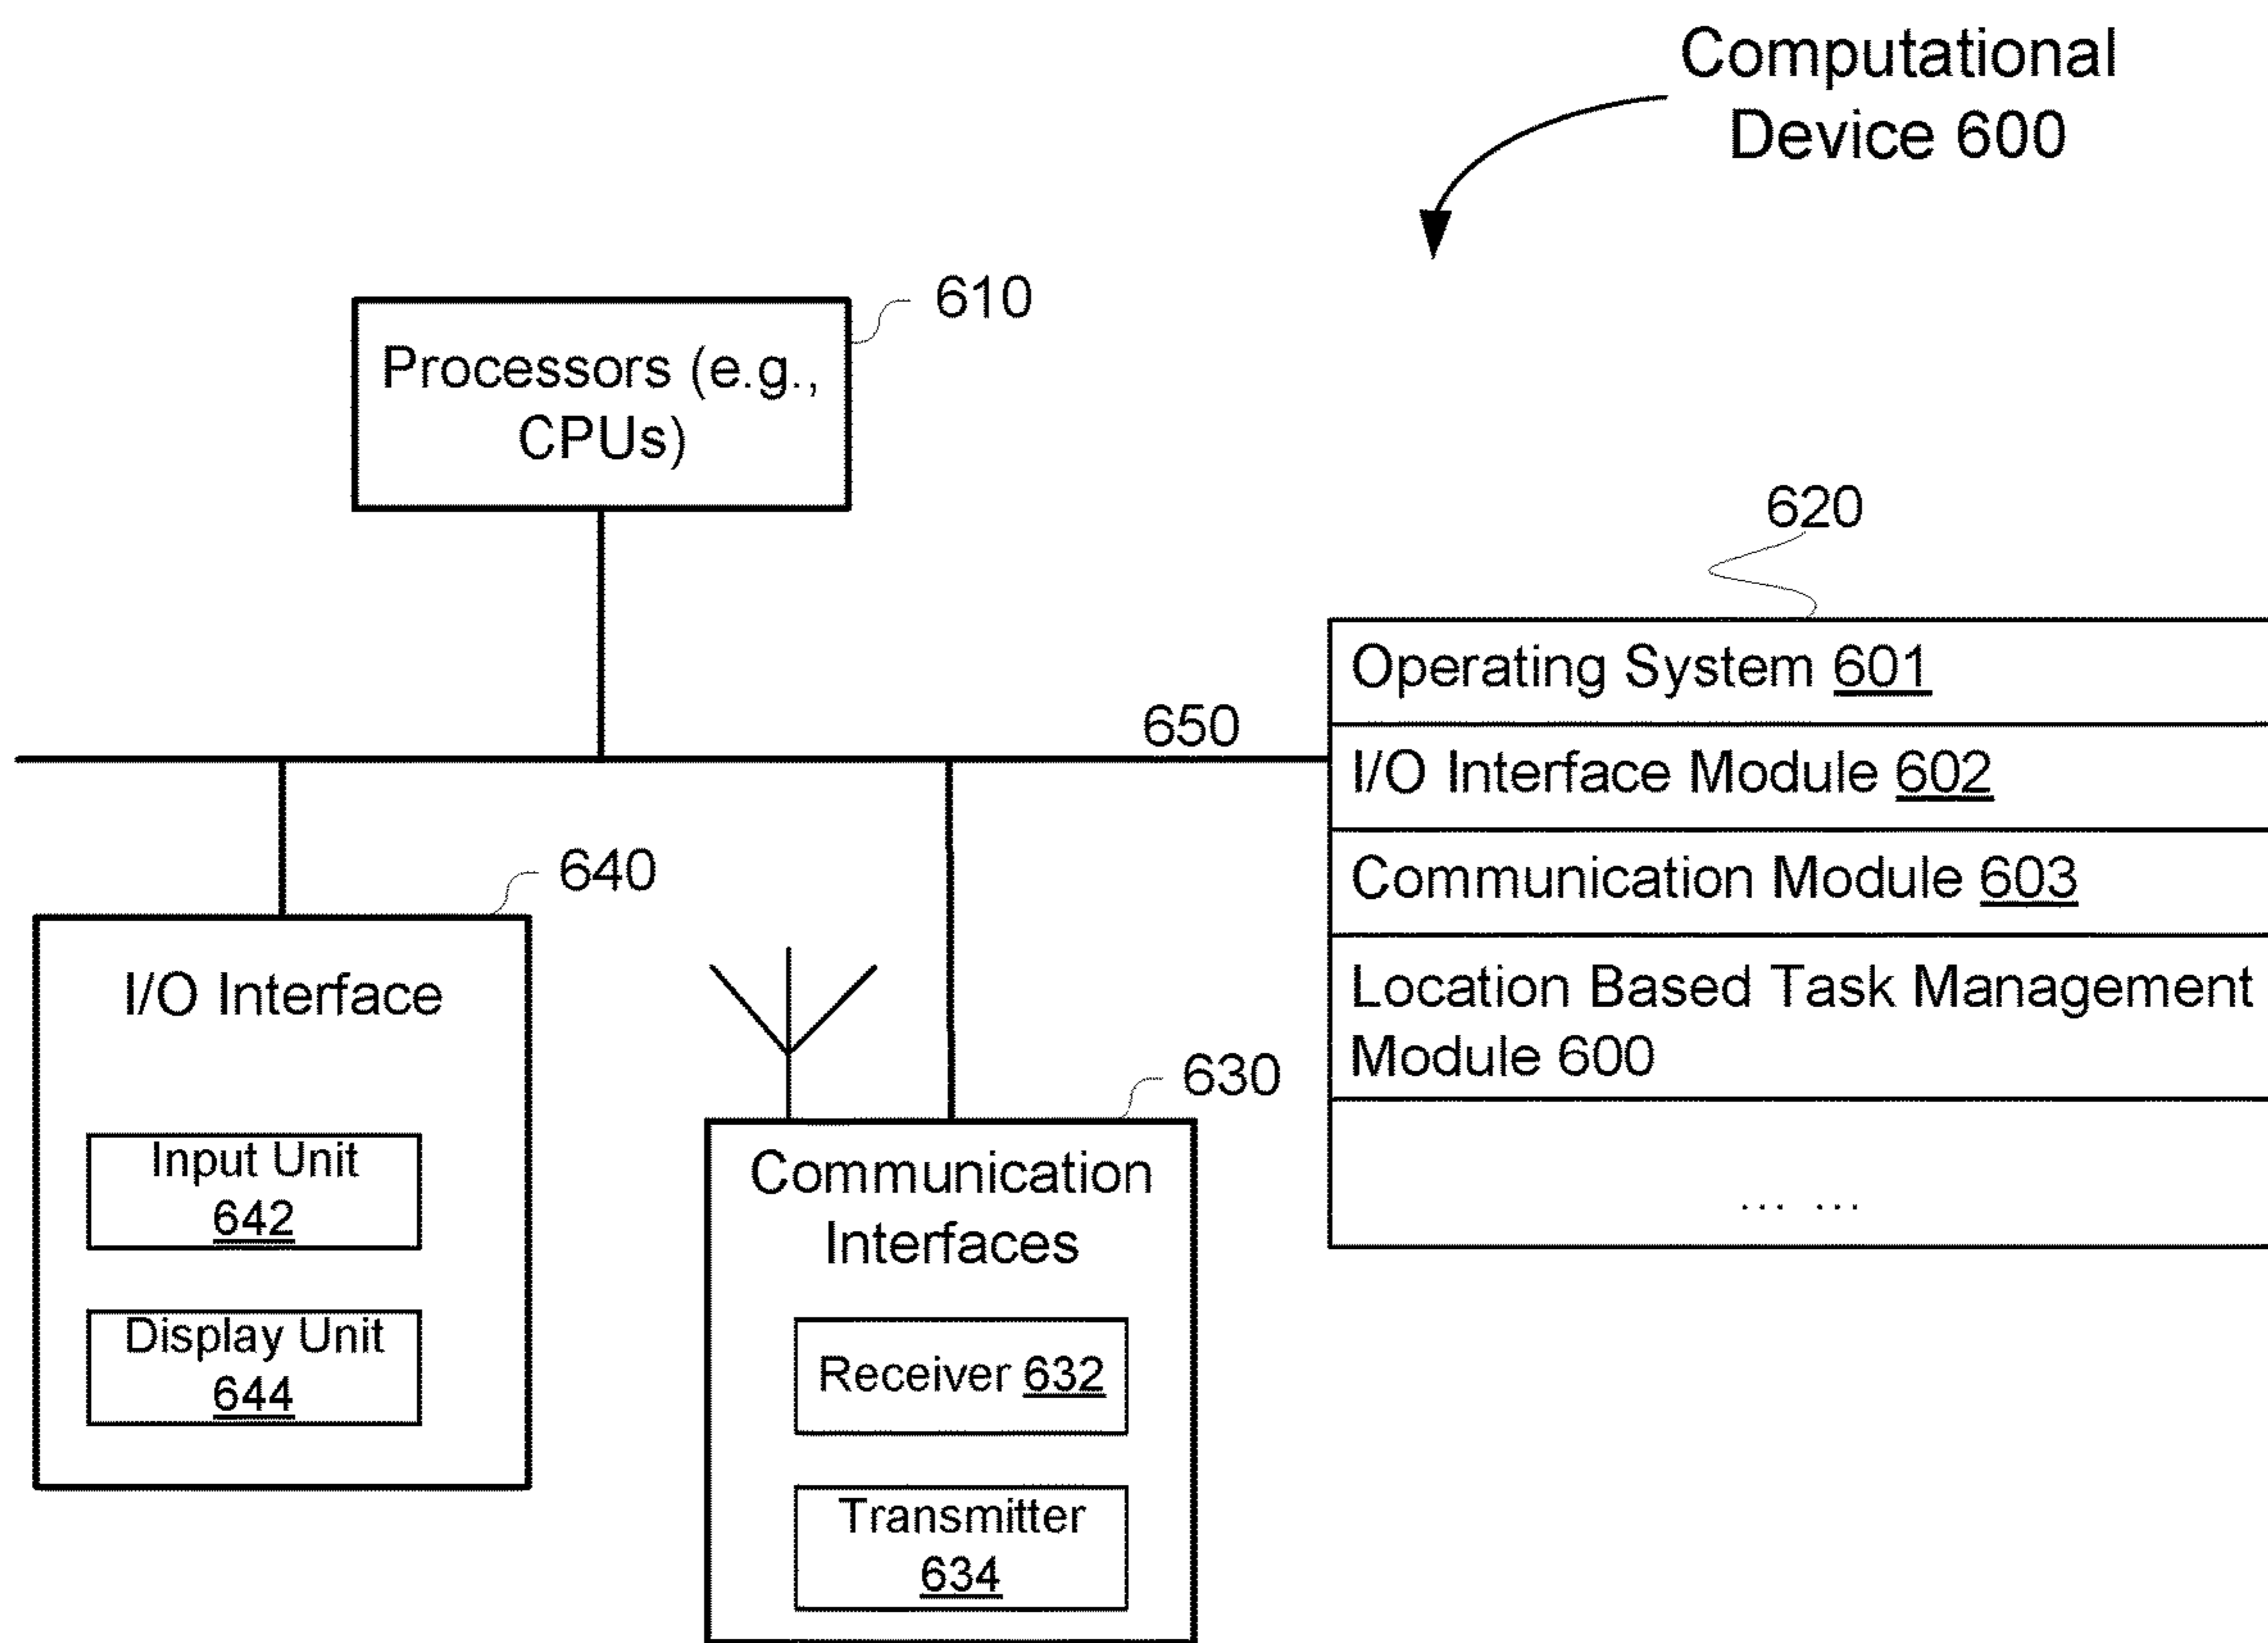 Computational
Device 600
610
Processors (e.g.,
CPUs)
620
Operating System 601
650
I/O Interface Module 602
Communication Module 603
Location Based Task Management
Module 600
... ...
640
I/O Interface
Input Unit
642
Display Unit
644
630
Communication
Interfaces
Receiver 632
Transmitter
634